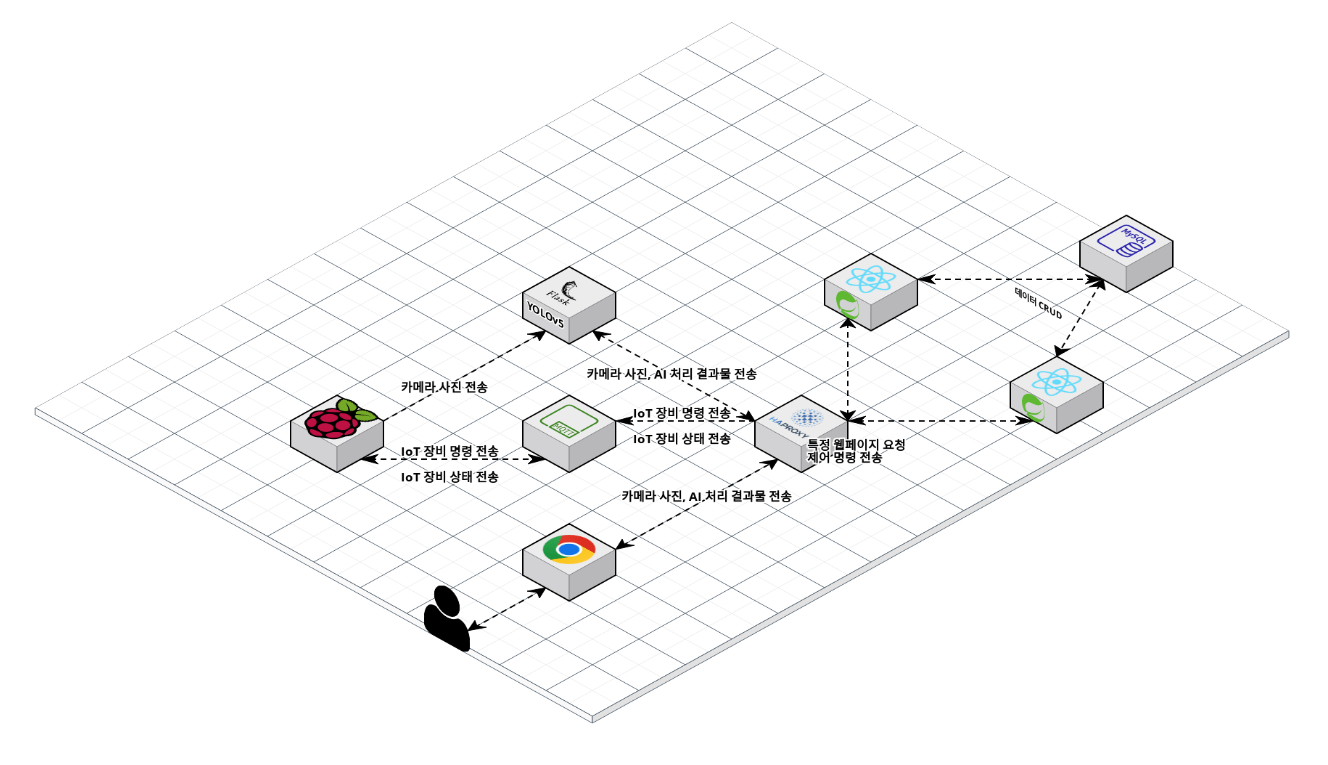 MySQL
데이터 CRUD
Flask
YOLOv5
카메라 사진, AI 처리 결과물 전송
카메라 사진 전송
IoT 장비 명령 전송
IoT 장비 상태 전송
HAPROXY
특정 웹페이지 요청
제어 명령 전송
MQTT
IoT 장비 명령 전송
IoT 장비 상태 전송
카메라 사진, AI 처리 결과물 전송